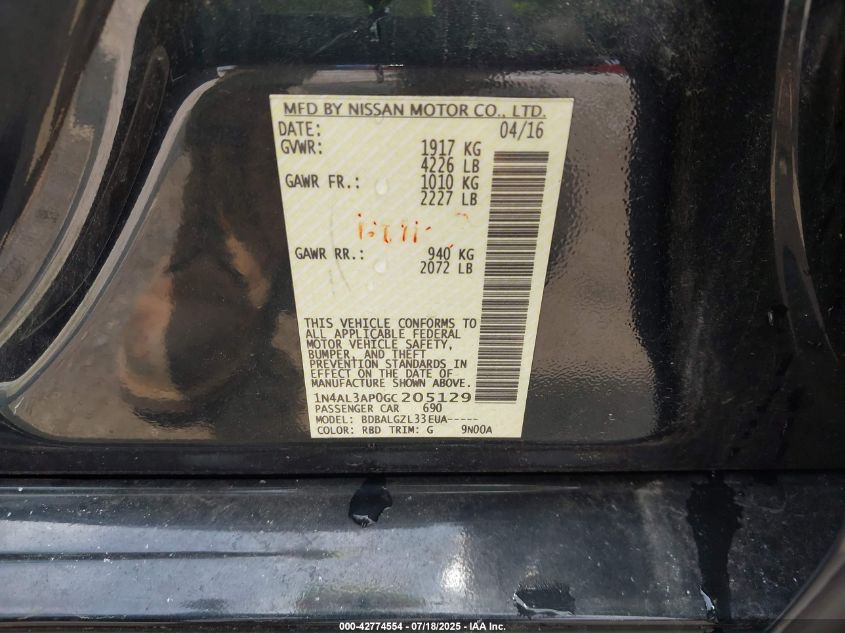 MFD BY NISSAN MOTOR CO., LTD.
DATE: 04/16
GVWR: 1917 KG
4226 LB
GAWR FR.: 1010 KG
2227 LB
GAWR RR.: 940 KG
2072 LB
THIS VEHICLE CONFORMS TO
ALL APPLICABLE FEDERAL
MOTOR VEHICLE SAFETY,
BUMPER, AND THEFT
PREVENTION STANDARDS IN
EFFECT ON THE DATE OF
MANUFACTURE SHOWN ABOVE.
1N4AL3AP0GC205129
PASSENGER CAR 690
MODEL: BDBALGZL33EUA-----
COLOR: RBD TRIM: G 9N00A
000-42774554 | 07/18/2025 - IAA Inc.